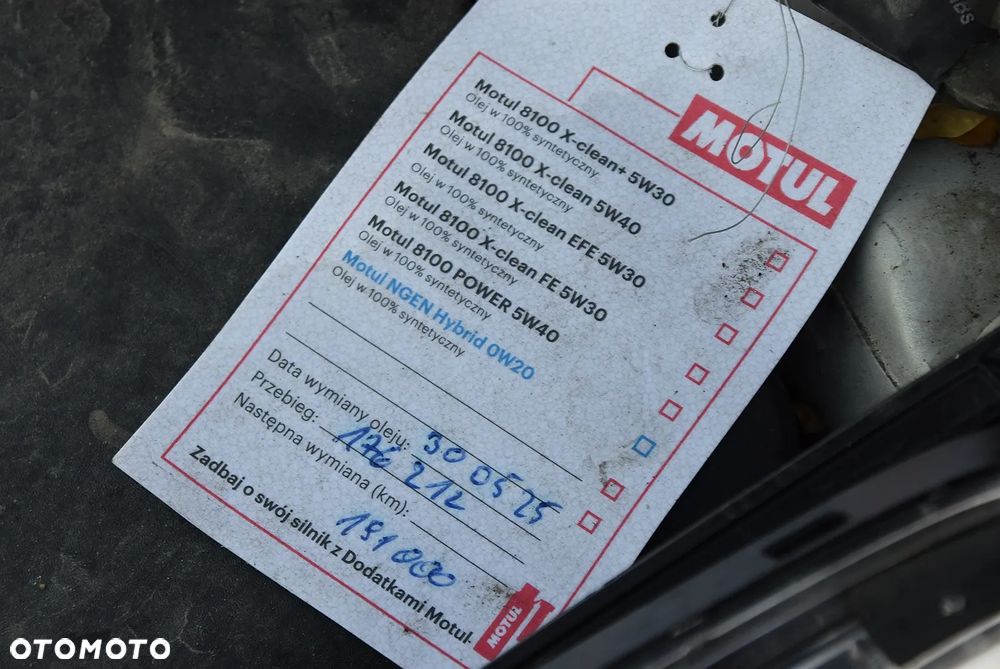 MOTUL
Motul 8100 X-clean+ 5W30
Olej w 100% syntetyczny
Motul 8100 X-clean 5W40
Olej w 100% syntetyczny
Motul 8100 X-clean EFE 5W30
Olej w 100% syntetyczny
Motul 8100 X-clean FE 5W30
Olej w 100% syntetyczny
Motul 8100 POWER 5W40
Olej w 100% syntetyczny
Motul NGEN Hybrid 0W20
Olej w 100% syntetyczny
Data wymiany oleju: 30 05 25
Przebieg: 176 212
Następna wymiana (km):
191 000
Zadbaj o swój silnik z Dodatkami Motul.
MOTUL
OTOMOTO